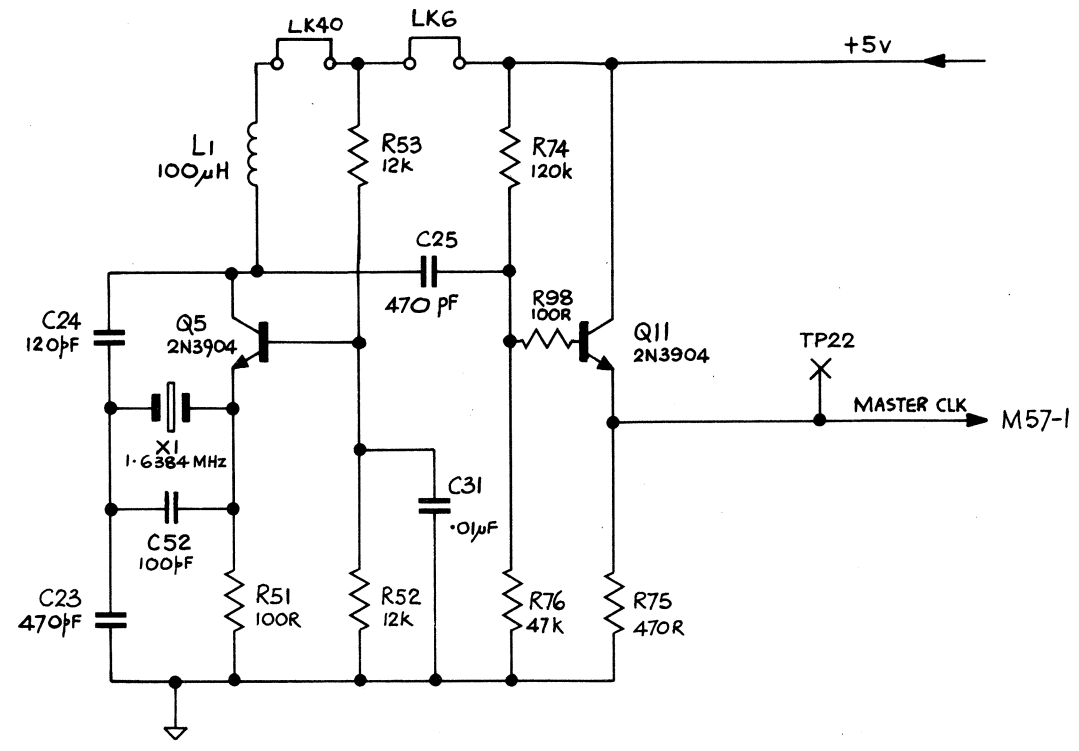 LK40
LK6
+5v
L1
100µH
R53
12K
R74
120k
C25
470 pF
R98
100R
C24
120pF
Q5
2N3904
Q11
2N3904
TP22
MASTER CLK
M57-1
X1
1.6384 MHz
C31
.01µF
C52
100pF
C23
470pF
R51
100R
R52
12K
R76
47K
R75
470R